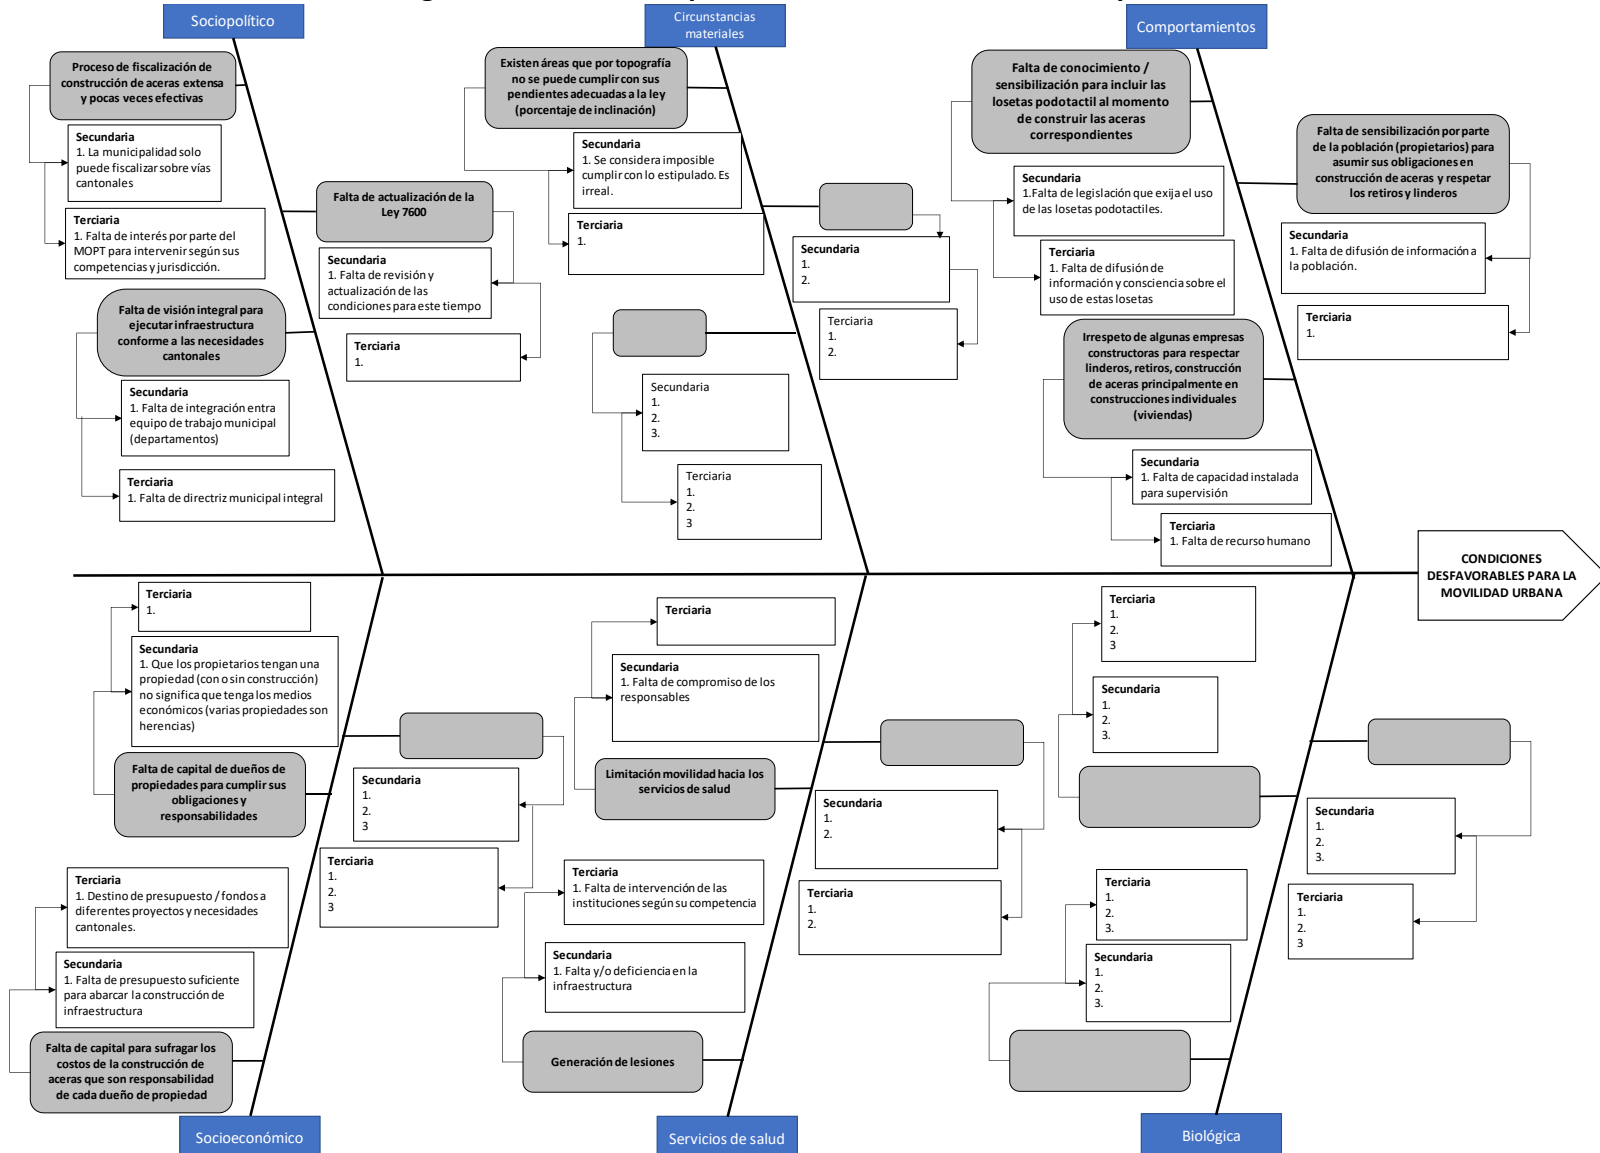 Sociopolítico
Proceso de fiscalización de
construcción de aceras extensa
y pocas veces efectivas
Secundaria
1. La municipalidad solo
puede fiscalizar sobre vías
cantonales
Terciaria
1. Falta de interés por parte del
MOPT para intervenir según sus
competencias y jurisdicción.
Falta de actualización de la
Ley 7600
Secundaria
1. Falta de revisión y
actualización de las
condiciones para este tiempo
Terciaria
1.
Falta de visión integral para
ejecutar infraestructura
conforme a las necesidades
cantonales
Secundaria
1. Falta de integración entra
equipo de trabajo municipal
(departamentos)
Terciaria
1. Falta de directriz municipal integral
Circunstancias
materiales
Existen áreas que por topografía
no se puede cumplir con sus
pendientes adecuadas a la ley
(porcentaje de inclinación)
Secundaria
1. Se considera imposible
cumplir con lo estipulado. Es
irreal.
Terciaria
1.
Secundaria
1.
2.
Terciaria
1.
2.
Secundaria
1.
2.
3.
Terciaria
1.
2.
3
Comportamientos
Falta de conocimiento /
sensibilización para incluir las
losetas podotactil al momento
de construir las aceras
correspondientes
Secundaria
1.Falta de legislación que exija el uso
de las losetas podotactiles.
Terciaria
1. Falta de difusión de
información y consciencia sobre el
uso de estas losetas
Falta de sensibilización por parte
de la población (propietarios) para
asumir sus obligaciones en
construcción de aceras y respetar
los retiros y linderos
Secundaria
1. Falta de difusión de información a
la población.
Terciaria
1.
Irrespeto de algunas empresas
constructoras para respectar
linderos, retiros, construcción
de aceras principalmente en
construcciones individuales
(viviendas)
Secundaria
1. Falta de capacidad instalada
para supervisión
Terciaria
1. Falta de recurso humano
CONDICIONES
DESFAVORABLES PARA LA
MOVILIDAD URBANA
Terciaria
1.
Secundaria
1. Que los propietarios tengan una
propiedad (con o sin construcción)
no significa que tenga los medios
económicos (varias propiedades son
herencias)
Falta de capital de dueños de
propiedades para cumplir sus
obligaciones y
responsabilidades
Secundaria
1.
2.
3
Terciaria
1.
2.
3
Terciaria
1. Destino de presupuesto / fondos a
diferentes proyectos y necesidades
cantonales.
Secundaria
1. Falta de presupuesto suficiente
para abarcar la construcción de
infraestructura
Falta de capital para sufragar los
costos de la construcción de
aceras que son responsabilidad
de cada dueño de propiedad
Socioeconómico
Terciaria
Secundaria
1. Falta de compromiso de los
responsables
Limitación movilidad hacia los
servicios de salud
Secundaria
1.
2.
Terciaria
1.
2.
Terciaria
1. Falta de intervención de las
instituciones según su competencia
Secundaria
1. Falta y/o deficiencia en la
infraestructura
Generación de lesiones
Servicios de salud
Terciaria
1.
2.
3
Secundaria
1.
2.
3.
Secundaria
1.
2.
3.
Terciaria
1.
2.
3
Terciaria
1.
2.
3.
Secundaria
1.
2.
3.
Biológica